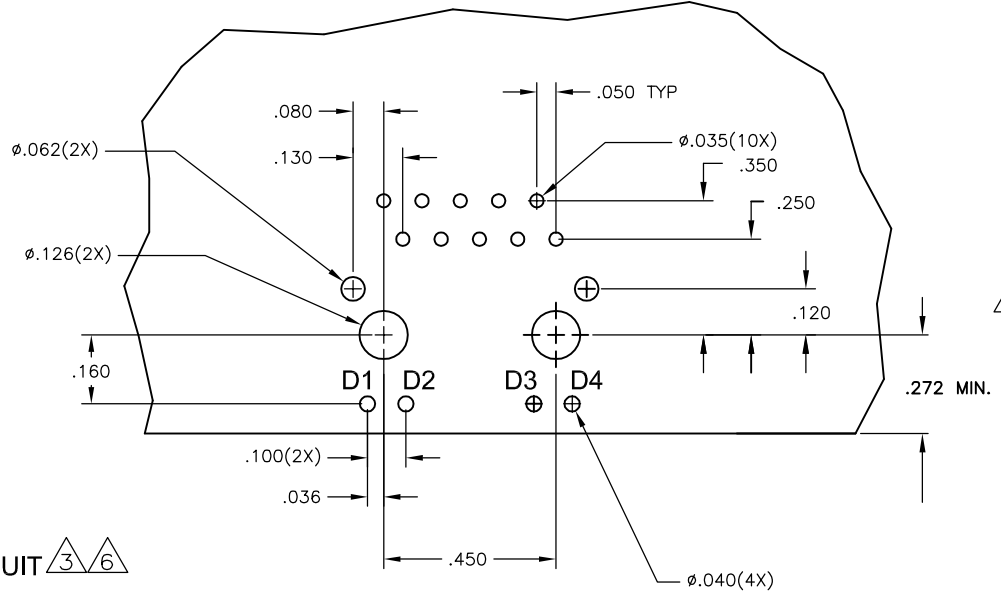 .050 TYP
.080
ø.035(10X)
ø.062(2X)
.130
.350
.250
ø.126(2X)
.120
.160
D1 D2 D3 D4
.272 MIN.
.100(2X)
.036
.450
UIT 3 6
ø.040(4X)